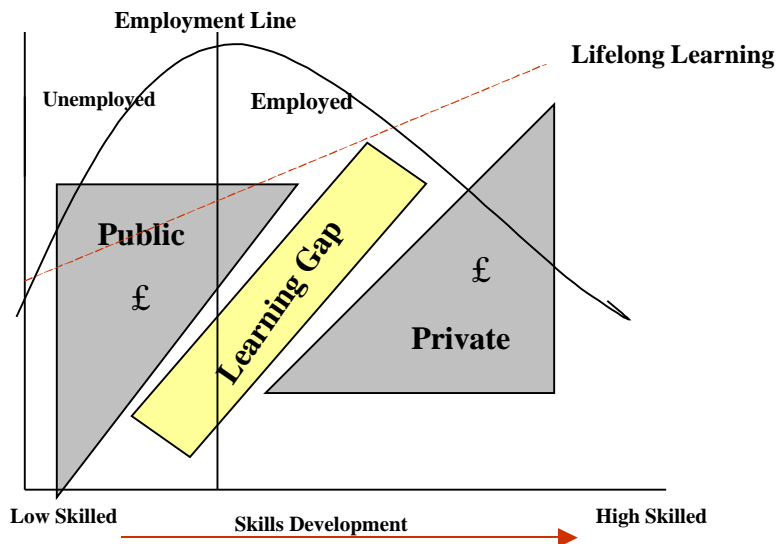 Employment Line
Lifelong Learning
Unemployed
Employed
Public
£
Learning Gap
£
Private
Low Skilled
Skills Development
High Skilled